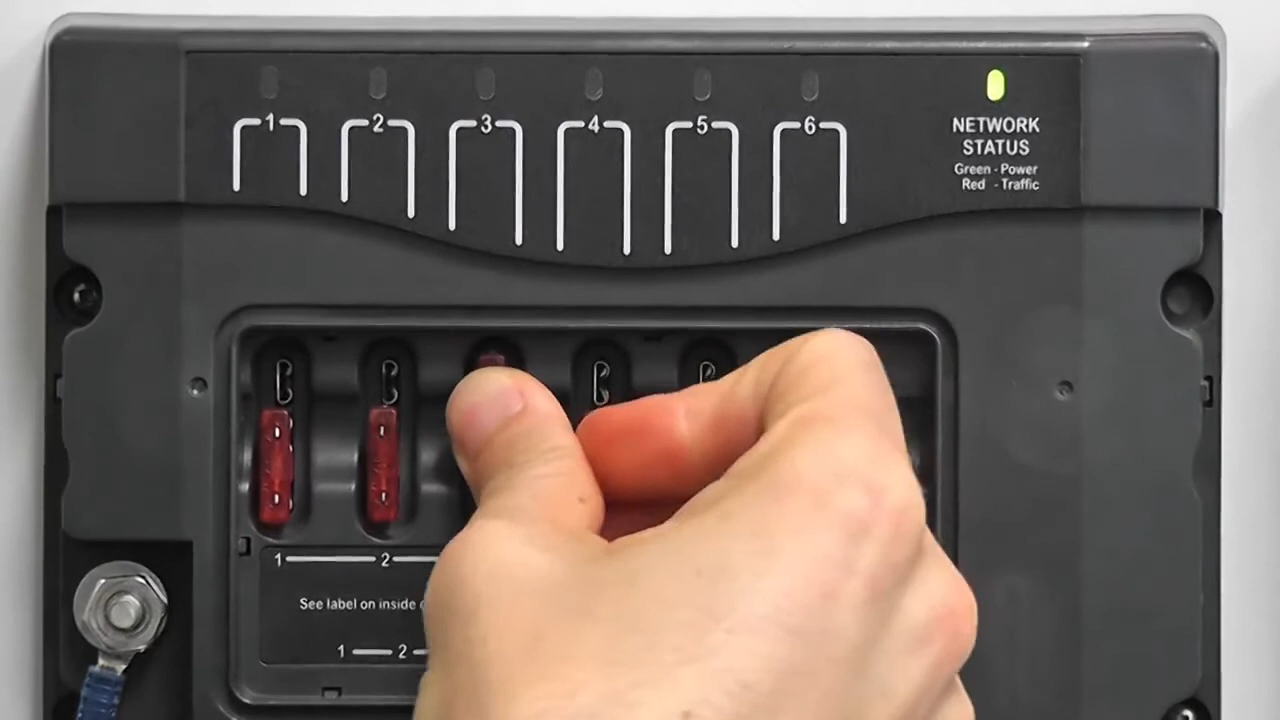 1 2 3 4 5 6
NETWORK
STATUS
Green - Power
Red - Traffic
1 2
See label on inside
1 2